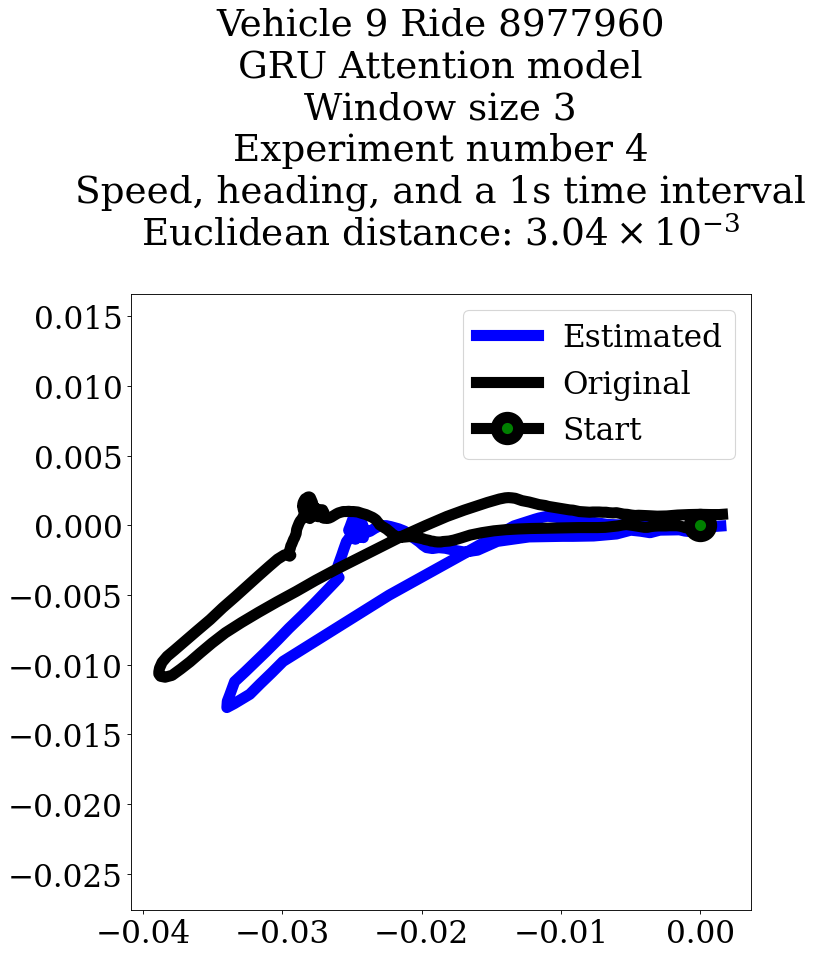 Vehicle 9 Ride 8977960
GRU Attention model
Window size 3
Experiment number 4
Speed, heading, and a 1s time interval
Euclidean distance: 3.04 × 10⁻³
Estimated
Original
Start
0.015
0.010
0.005
0.000
−0.005
−0.010
−0.015
−0.020
−0.025
−0.04 −0.03 −0.02 −0.01 0.00